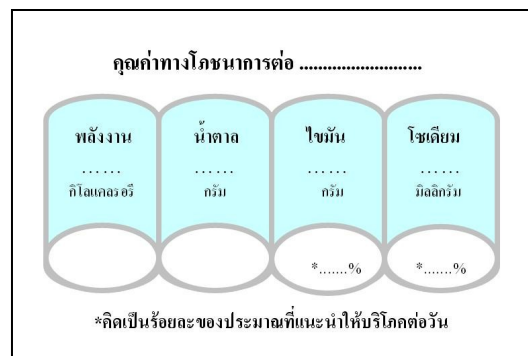 คุณค่าทางโภชนาการต่อ ..........................
พลังงาน น้ำตาล ไขมัน โซเดียม
...... ...... ...... ......
กิโลแคลอรี กรัม กรัม มิลลิกรัม
*.......% *.......%
*คิดเป็นร้อยละของประมาณที่แนะนำให้บริโภคต่อวัน